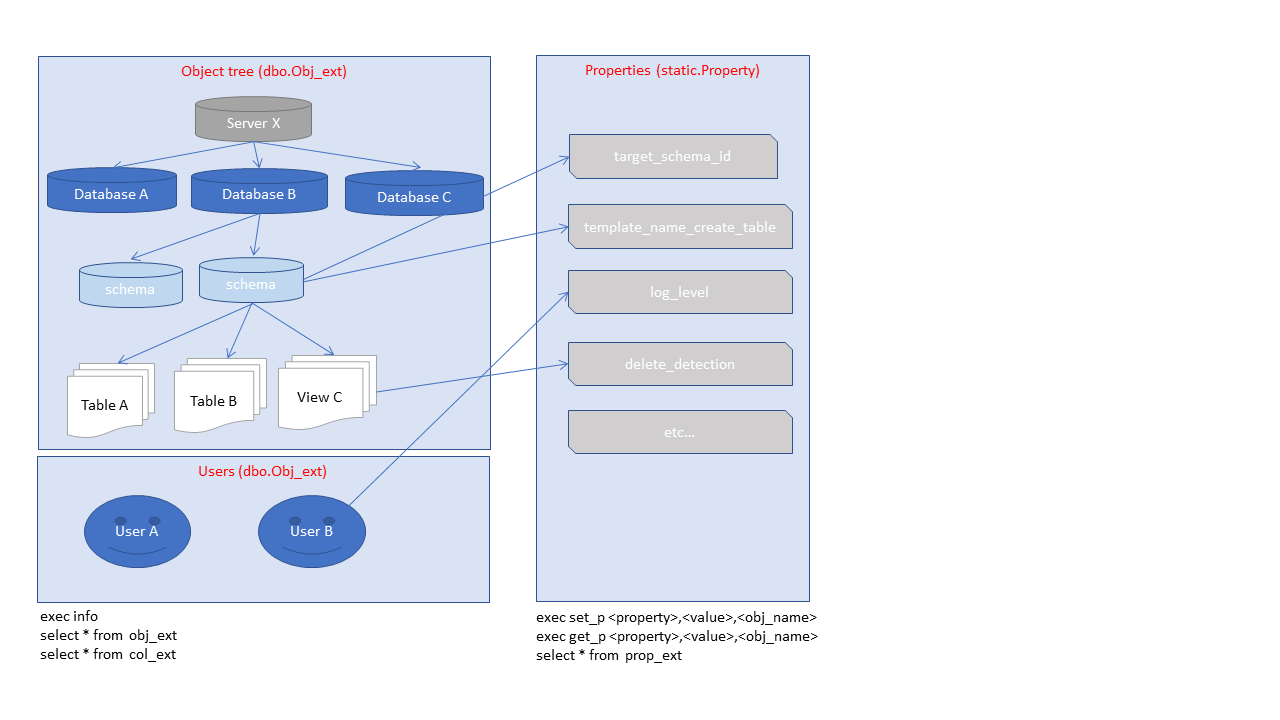 Object tree (dbo.Obj_ext)
Server X
Database A
Database B
Database C
schema
schema
Table A
Table B
View C
Users (dbo.Obj_ext)
User A
User B
exec info
select * from obj_ext
select * from col_ext
Properties (static.Property)
target_schema_id
template_name_create_table
log_level
delete_detection
etc...
exec set_p <property>,<value>,<obj_name>
exec get_p <property>,<value>,<obj_name>
select * from prop_ext